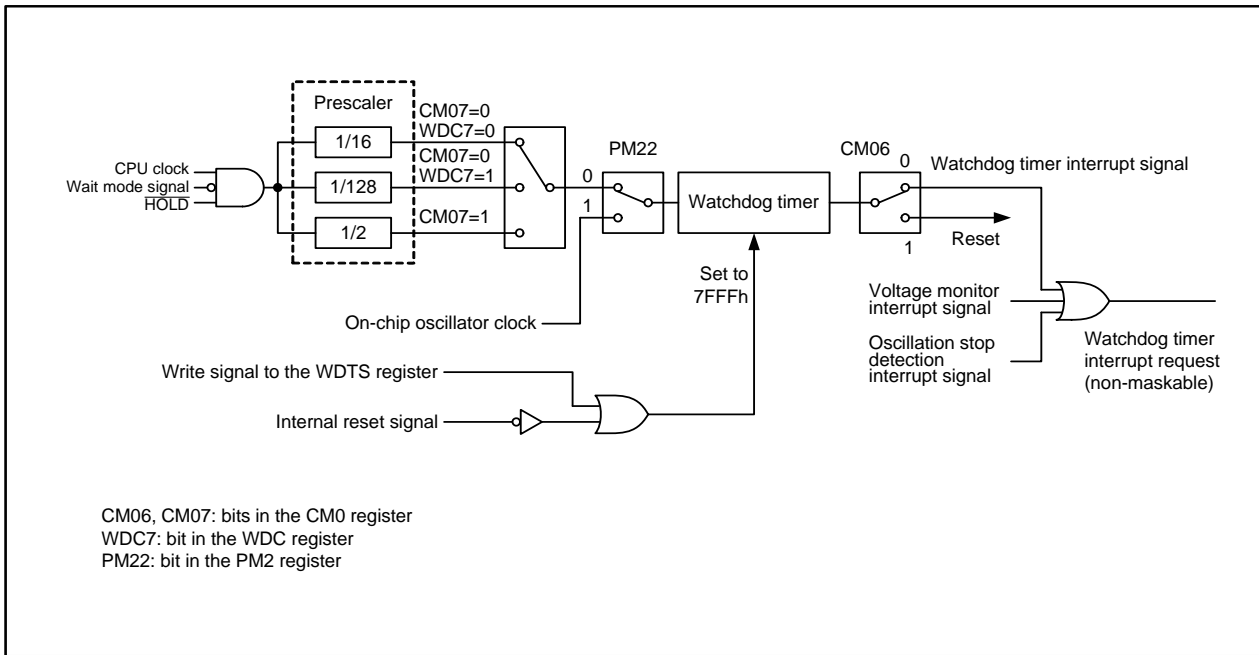 Prescaler
CM07=0
WDC7=0
1/16
CM07=0
WDC7=1
1/128
CM07=1
1/2
CPU clock
Wait mode signal
HOLD
PM22
0
1
Watchdog timer
CM06
0
1
Watchdog timer interrupt signal
Reset
Set to
7FFFh
On-chip oscillator clock
Voltage monitor
interrupt signal
Oscillation stop
detection
interrupt signal
Watchdog timer
interrupt request
(non-maskable)
Write signal to the WDTS register
Internal reset signal
CM06, CM07: bits in the CM0 register
WDC7: bit in the WDC register
PM22: bit in the PM2 register